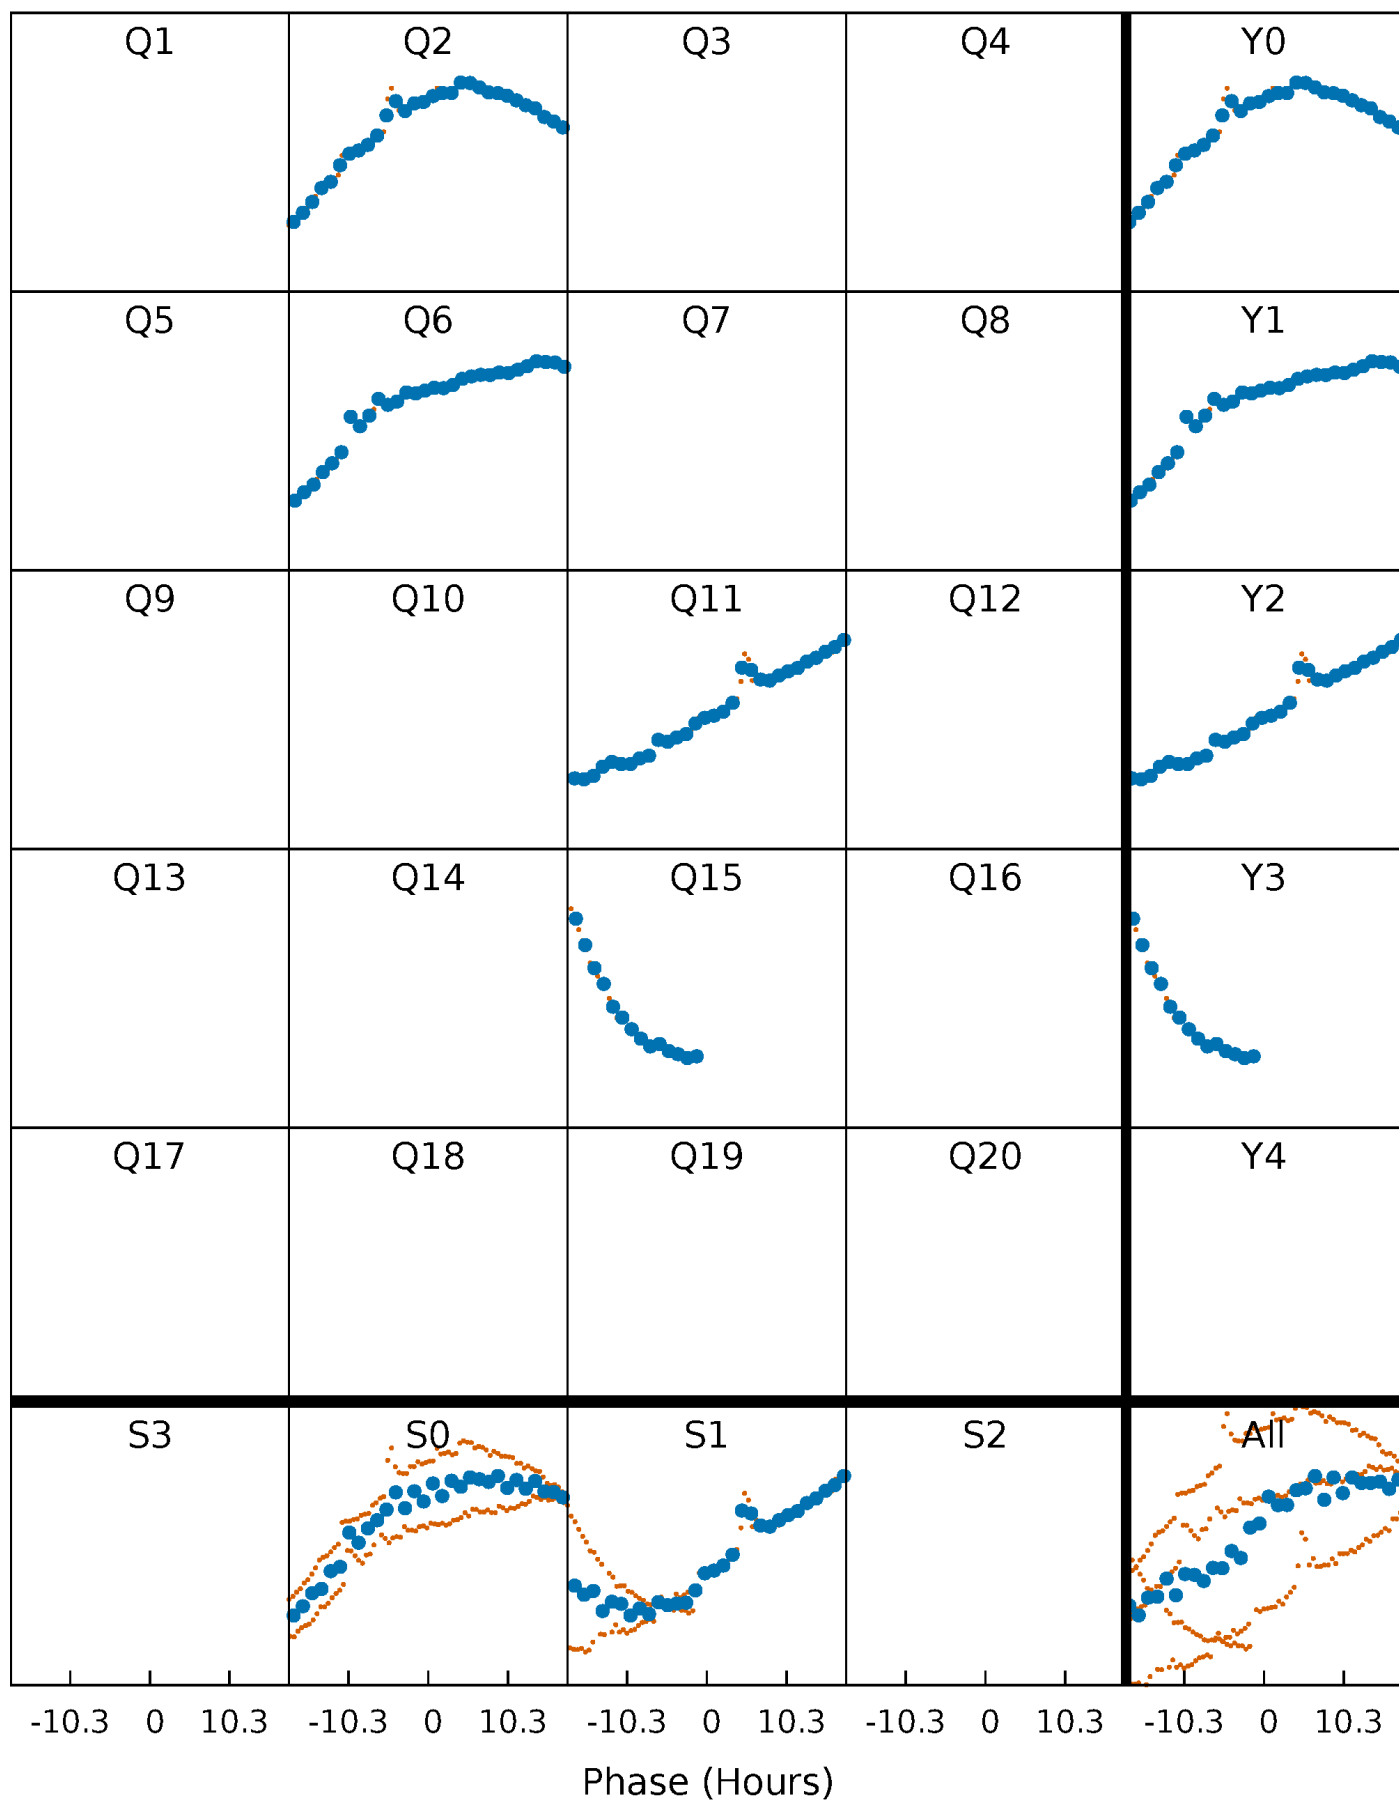 Q1 Q2 Q3 Q4 Y0
Q5 Q6 Q7 Q8 Y1
Q9 Q10 Q11 Q12 Y2
Q13 Q14 Q15 Q16 Y3
Q17 Q18 Q19 Q20 Y4
S3 S0 S1 S2 All
-10.3 0 10.3 -10.3 0 10.3 -10.3 0 10.3 -10.3 0 10.3 -10.3 0 10.3
Phase (Hours)